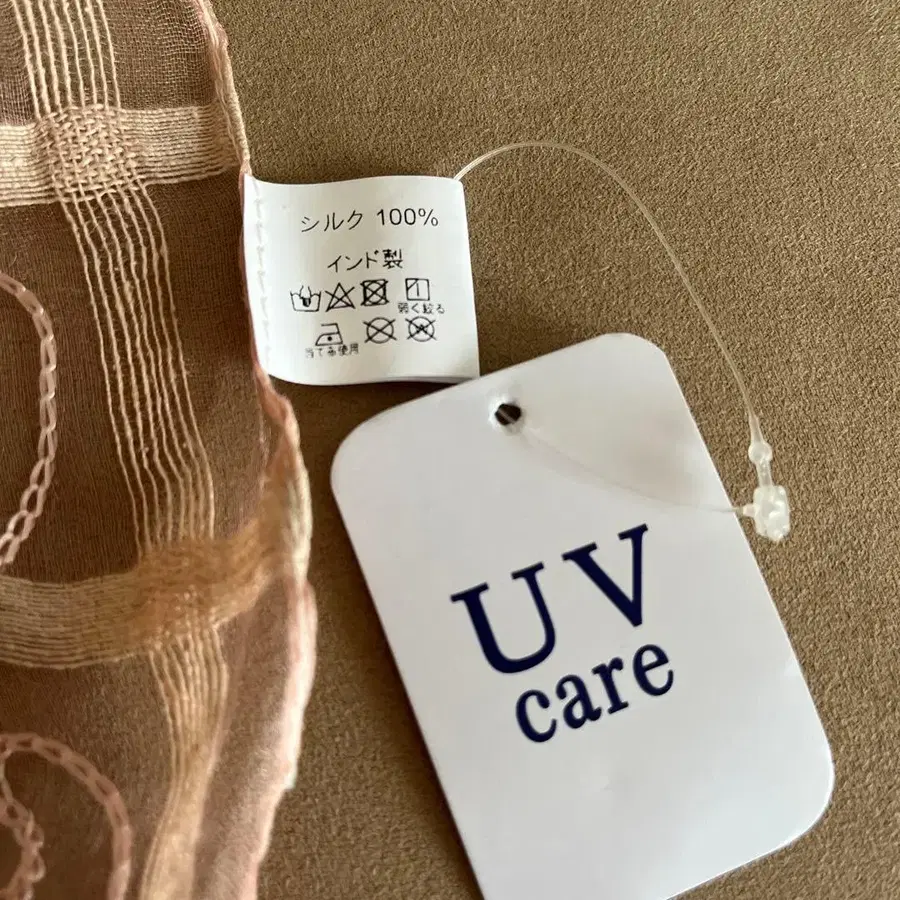 シルク 100%
インド製
弱く絞る
当て布使用
UV
care